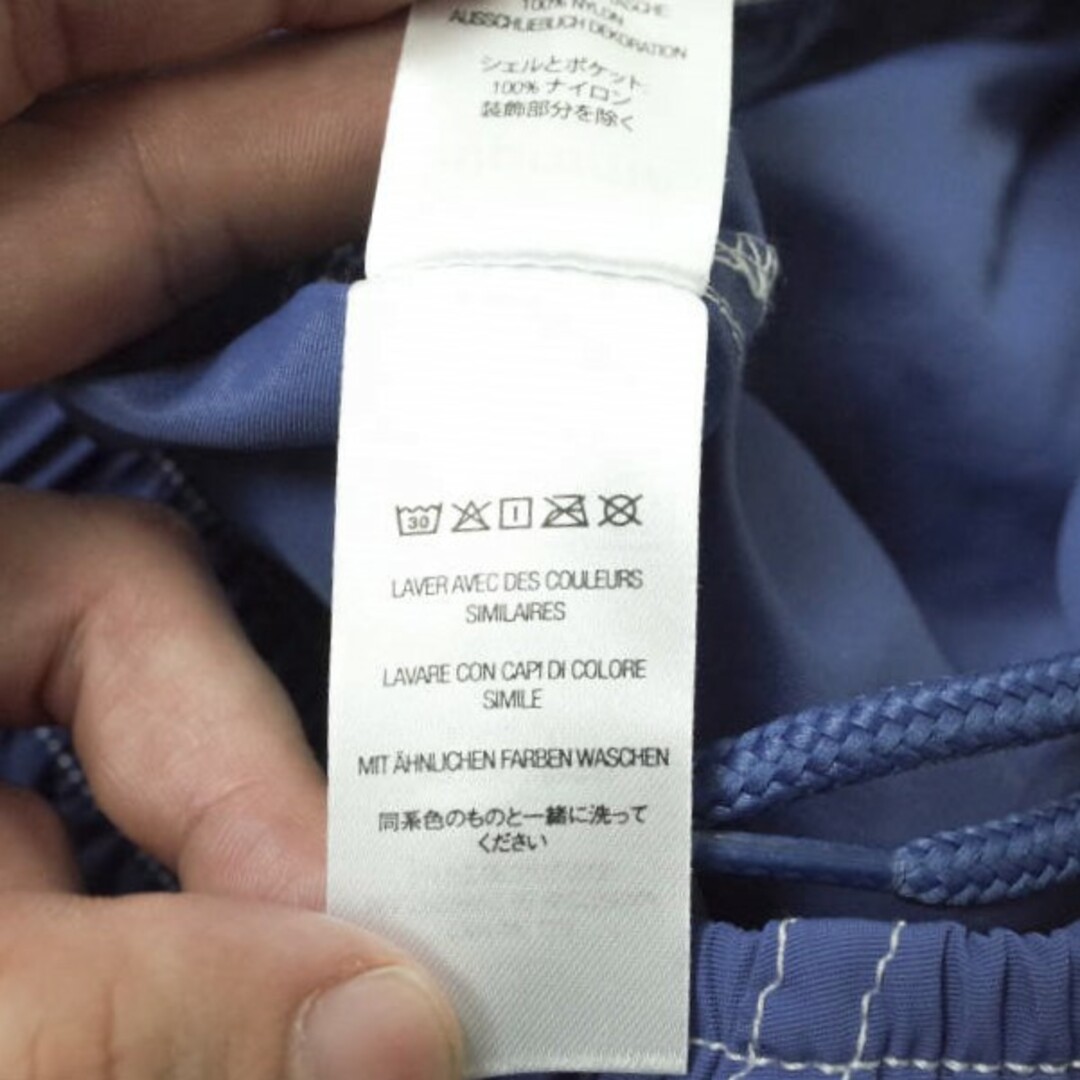 100% NYLON
AUSSCHLIEBLICH DEKORATION
シェルとポケット:
100% ナイロン
装飾部分を除く
30
LAVER AVEC DES COULEURS
SIMILAIRES
LAVARE CON CAPI DI COLORE
SIMILE
MIT ÄHNLICHEN FARBEN WASCHEN
同系色のものと一緒に洗って
ください